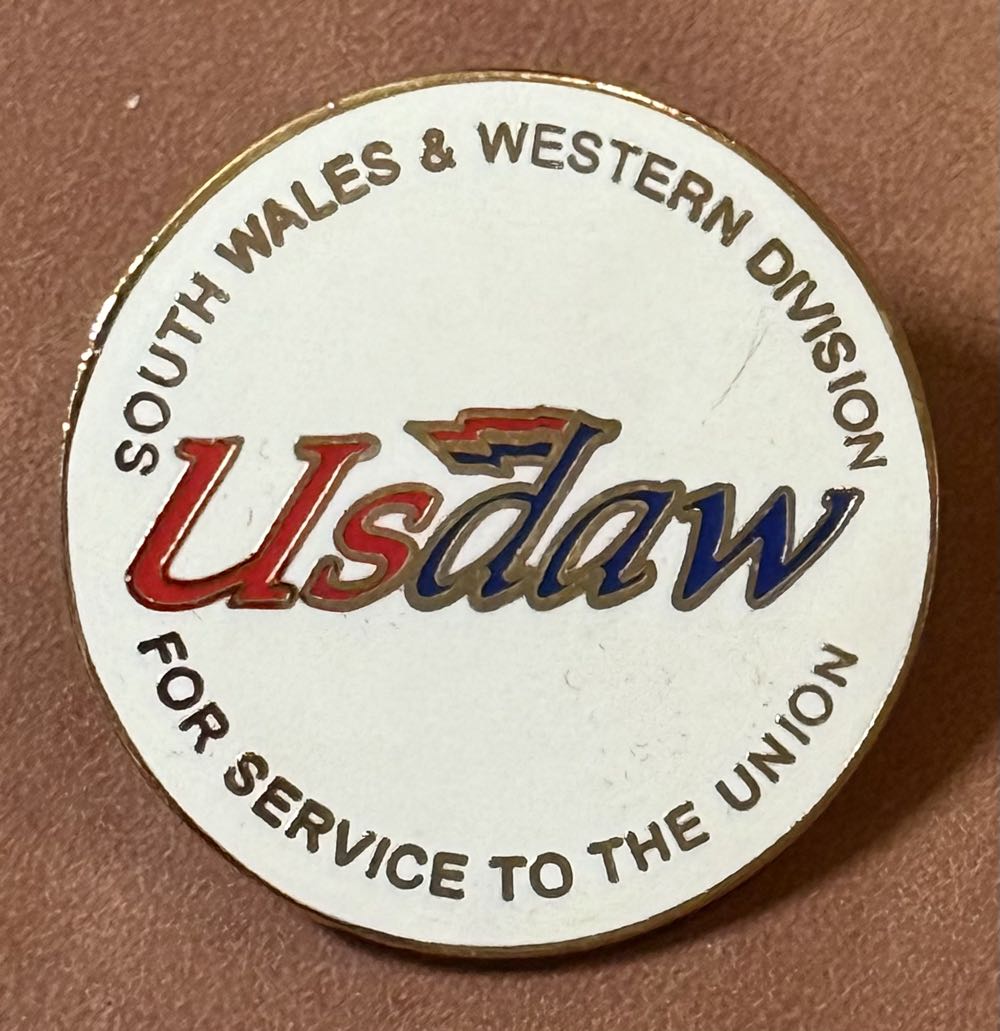 SOUTH WALES & WESTERN DIVISION
Usdaw
FOR SERVICE TO THE UNION